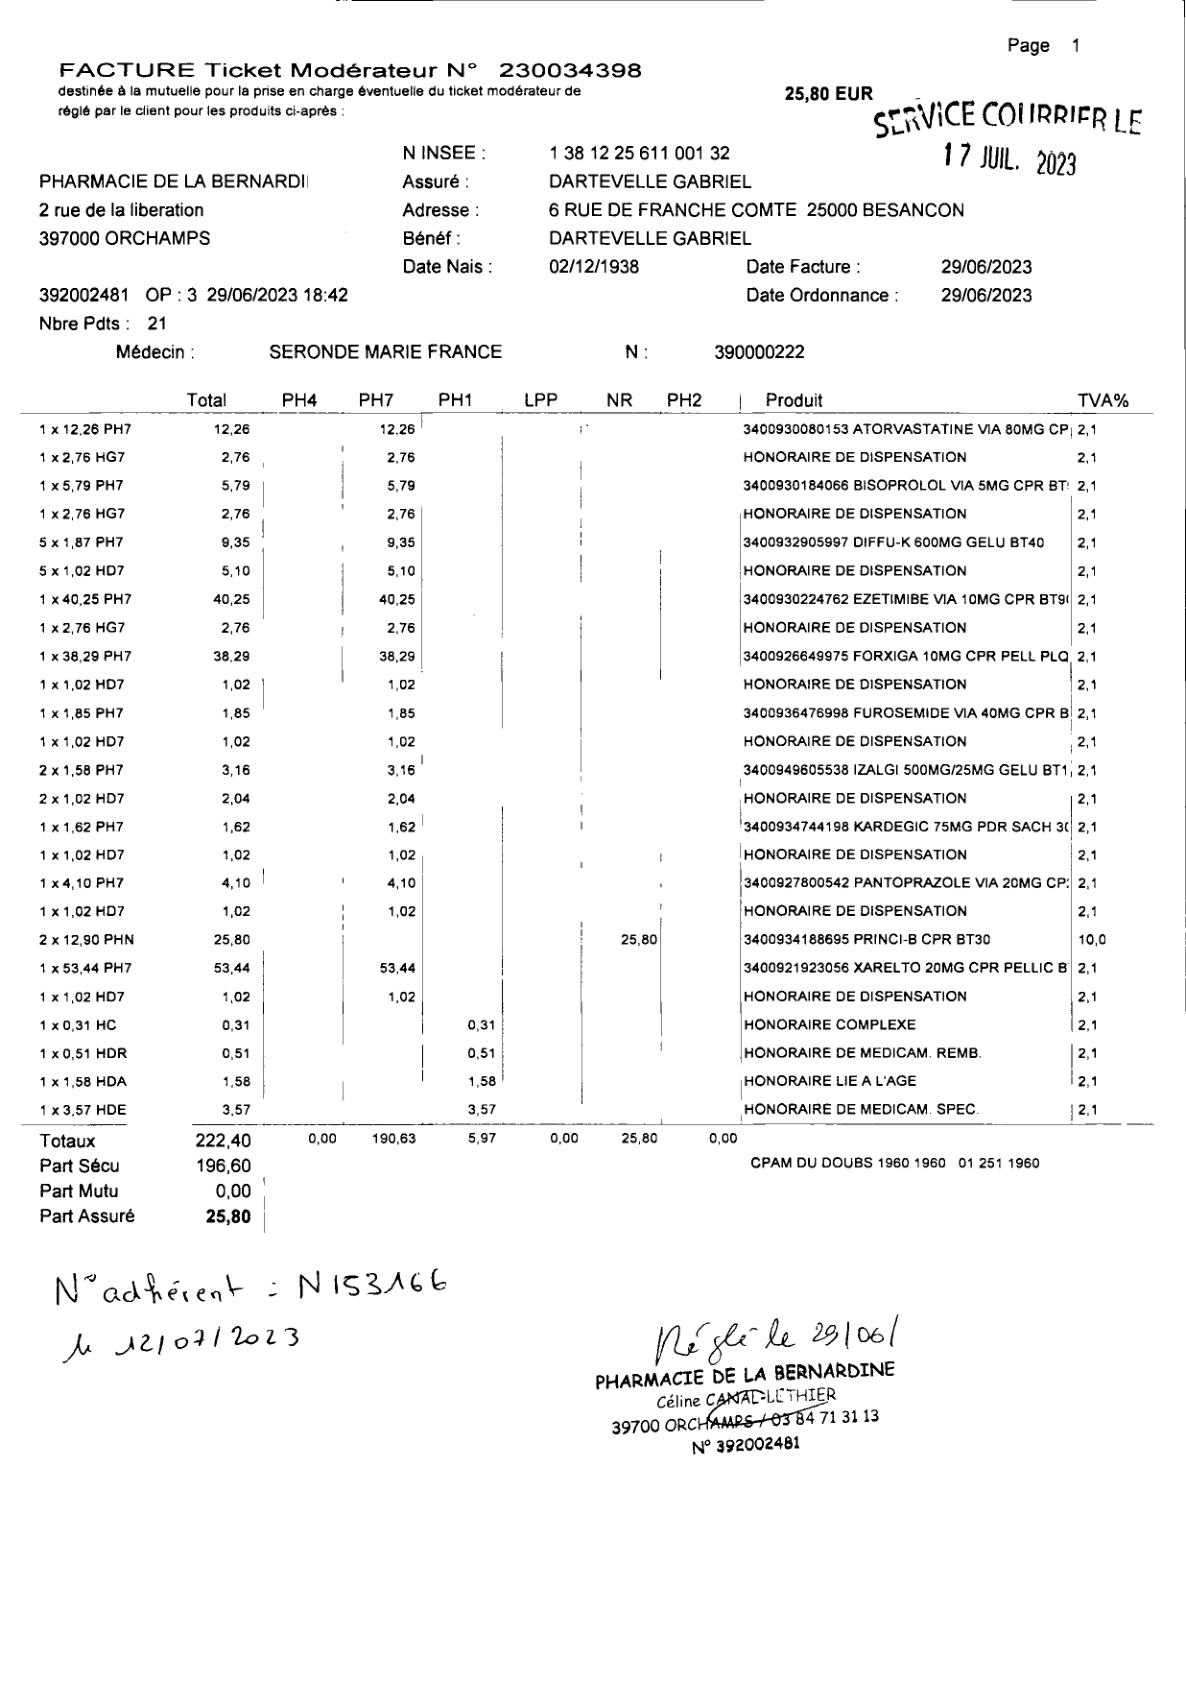 Page 1
FACTURE Ticket Modérateur N° 230034398
destinée à la mutuelle pour la prise en charge éventuelle du ticket modérateur de
réglé par le client pour les produits ci-après :
25,80 EUR
SERVICE COURRIER LE
17 JUIL. 2023
N INSEE : 1 38 12 25 611 001 32
PHARMACIE DE LA BERNARDI Assuré : DARTEVELLE GABRIEL
2 rue de la liberation Adresse : 6 RUE DE FRANCHE COMTE 25000 BESANCON
397000 ORCHAMPS Bénéf : DARTEVELLE GABRIEL
Date Nais : 02/12/1938 Date Facture : 29/06/2023
392002481 OP : 3 29/06/2023 18:42 Date Ordonnance : 29/06/2023
Nbre Pdts : 21
Médecin : SERONDE MARIE FRANCE N : 390000222
Total PH4 PH7 PH1 LPP NR PH2 Produit TVA%
1 x 12,26 PH7 12,26 12,26 3400930080153 ATORVASTATINE VIA 80MG CP 2,1
1 x 2,76 HG7 2,76 2,76 HONORAIRE DE DISPENSATION 2,1
1 x 5,79 PH7 5,79 5,79 3400930184066 BISOPROLOL VIA 5MG CPR BT 2,1
1 x 2,76 HG7 2,76 2,76 HONORAIRE DE DISPENSATION 2,1
5 x 1,87 PH7 9,35 9,35 3400932905997 DIFFU-K 600MG GELU BT40 2,1
5 x 1,02 HD7 5,10 5,10 HONORAIRE DE DISPENSATION 2,1
1 x 40,25 PH7 40,25 40,25 3400930224762 EZETIMIBE VIA 10MG CPR BT9 2,1
1 x 2,76 HG7 2,76 2,76 HONORAIRE DE DISPENSATION 2,1
1 x 38,29 PH7 38,29 38,29 3400926649975 FORXIGA 10MG CPR PELL PLQ 2,1
1 x 1,02 HD7 1,02 1,02 HONORAIRE DE DISPENSATION 2,1
1 x 1,85 PH7 1,85 1,85 3400936476998 FUROSEMIDE VIA 40MG CPR B 2,1
1 x 1,02 HD7 1,02 1,02 HONORAIRE DE DISPENSATION 2,1
2 x 1,58 PH7 3,16 3,16 3400949605538 IZALGI 500MG/25MG GELU BT1 2,1
2 x 1,02 HD7 2,04 2,04 HONORAIRE DE DISPENSATION 2,1
1 x 1,62 PH7 1,62 1,62 3400934744198 KARDEGIC 75MG PDR SACH 30 2,1
1 x 1,02 HD7 1,02 1,02 HONORAIRE DE DISPENSATION 2,1
1 x 4,10 PH7 4,10 4,10 3400927800542 PANTOPRAZOLE VIA 20MG CP 2,1
1 x 1,02 HD7 1,02 1,02 HONORAIRE DE DISPENSATION 2,1
2 x 12,90 PHN 25,80 25,80 3400934188695 PRINCI-B CPR BT30 10,0
1 x 53,44 PH7 53,44 53,44 3400921923056 XARELTO 20MG CPR PELLIC B 2,1
1 x 1,02 HD7 1,02 1,02 HONORAIRE DE DISPENSATION 2,1
1 x 0,31 HC 0,31 0,31 HONORAIRE COMPLEXE 2,1
1 x 0,51 HDR 0,51 0,51 HONORAIRE DE MEDICAM. REMB. 2,1
1 x 1,58 HDA 1,58 1,58 HONORAIRE LIE A L'AGE 2,1
1 x 3,57 HDE 3,57 3,57 HONORAIRE DE MEDICAM. SPEC. 2,1
Totaux 222,40 0,00 190,63 5,97 0,00 25,80 0,00
Part Sécu 196,60 CPAM DU DOUBS 1960 1960 01 251 1960
Part Mutu 0,00
Part Assuré 25,80
N° adhérent : N153166
le 12/07/2023
Réglé le 29/06/
PHARMACIE DE LA BERNARDINE
Céline CANAL-LETHIER
39700 ORCHAMPS / 03 84 71 31 13
N° 392002481